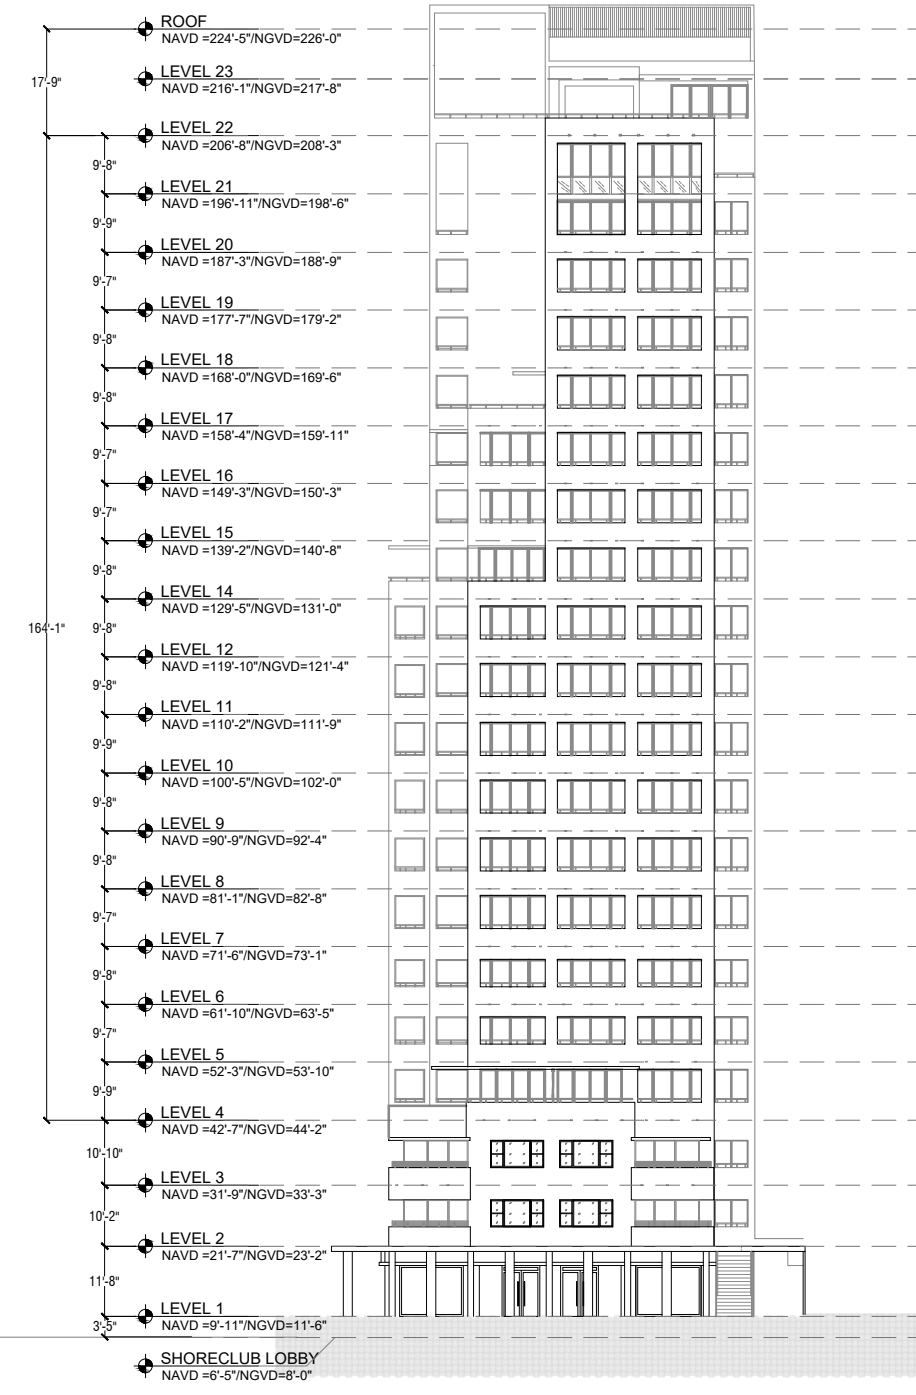 ROOF
NAVD =224'-5"/NGVD=226'-0"
17'-9"
LEVEL 23
NAVD =216'-1"/NGVD=217'-8"
LEVEL 22
NAVD =206'-8"/NGVD=208'-3"
9'-8"
LEVEL 21
NAVD =196'-11"/NGVD=198'-6"
9'-9"
LEVEL 20
NAVD =187'-3"/NGVD=188'-9"
9'-7"
LEVEL 19
NAVD =177'-7"/NGVD=179'-2"
9'-8"
LEVEL 18
NAVD =168'-0"/NGVD=169'-6"
9'-8"
LEVEL 17
NAVD =158'-4"/NGVD=159'-11"
9'-7"
LEVEL 16
NAVD =149'-3"/NGVD=150'-3"
9'-7"
LEVEL 15
NAVD =139'-2"/NGVD=140'-8"
9'-8"
LEVEL 14
NAVD =129'-5"/NGVD=131'-0"
164'-1"
9'-8"
LEVEL 12
NAVD =119'-10"/NGVD=121'-4"
9'-8"
LEVEL 11
NAVD =110'-2"/NGVD=111'-9"
9'-9"
LEVEL 10
NAVD =100'-5"/NGVD=102'-0"
9'-8"
LEVEL 9
NAVD =90'-9"/NGVD=92'-4"
9'-8"
LEVEL 8
NAVD =81'-1"/NGVD=82'-8"
9'-7"
LEVEL 7
NAVD =71'-6"/NGVD=73'-1"
9'-8"
LEVEL 6
NAVD =61'-10"/NGVD=63'-5"
9'-7"
LEVEL 5
NAVD =52'-3"/NGVD=53'-10"
9'-9"
LEVEL 4
NAVD =42'-7"/NGVD=44'-2"
10'-10"
LEVEL 3
NAVD =31'-9"/NGVD=33'-3"
10'-2"
LEVEL 2
NAVD =21'-7"/NGVD=23'-2"
11'-8"
LEVEL 1
NAVD =9'-11"/NGVD=11'-6"
3'-5"
SHORECLUB LOBBY
NAVD =6'-5"/NGVD=8'-0"